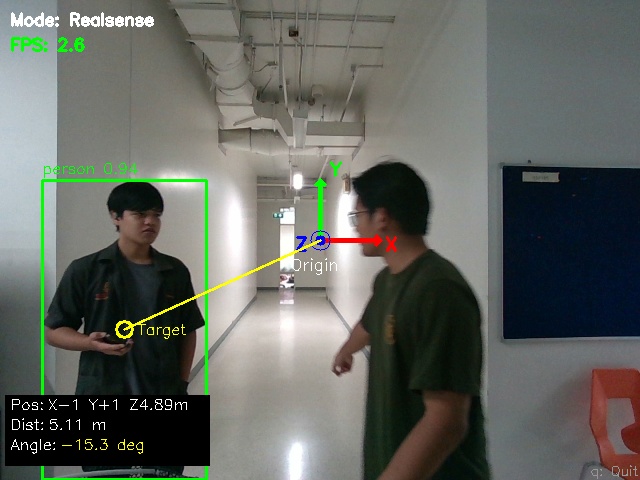 Mode: Realsense
FPS: 2.6
person 0.94
Y
Z
X
Origin
Target
Pos: X-1 Y+1 Z4.89m
Dist: 5.11 m
Angle: -15.3 deg
q: Quit